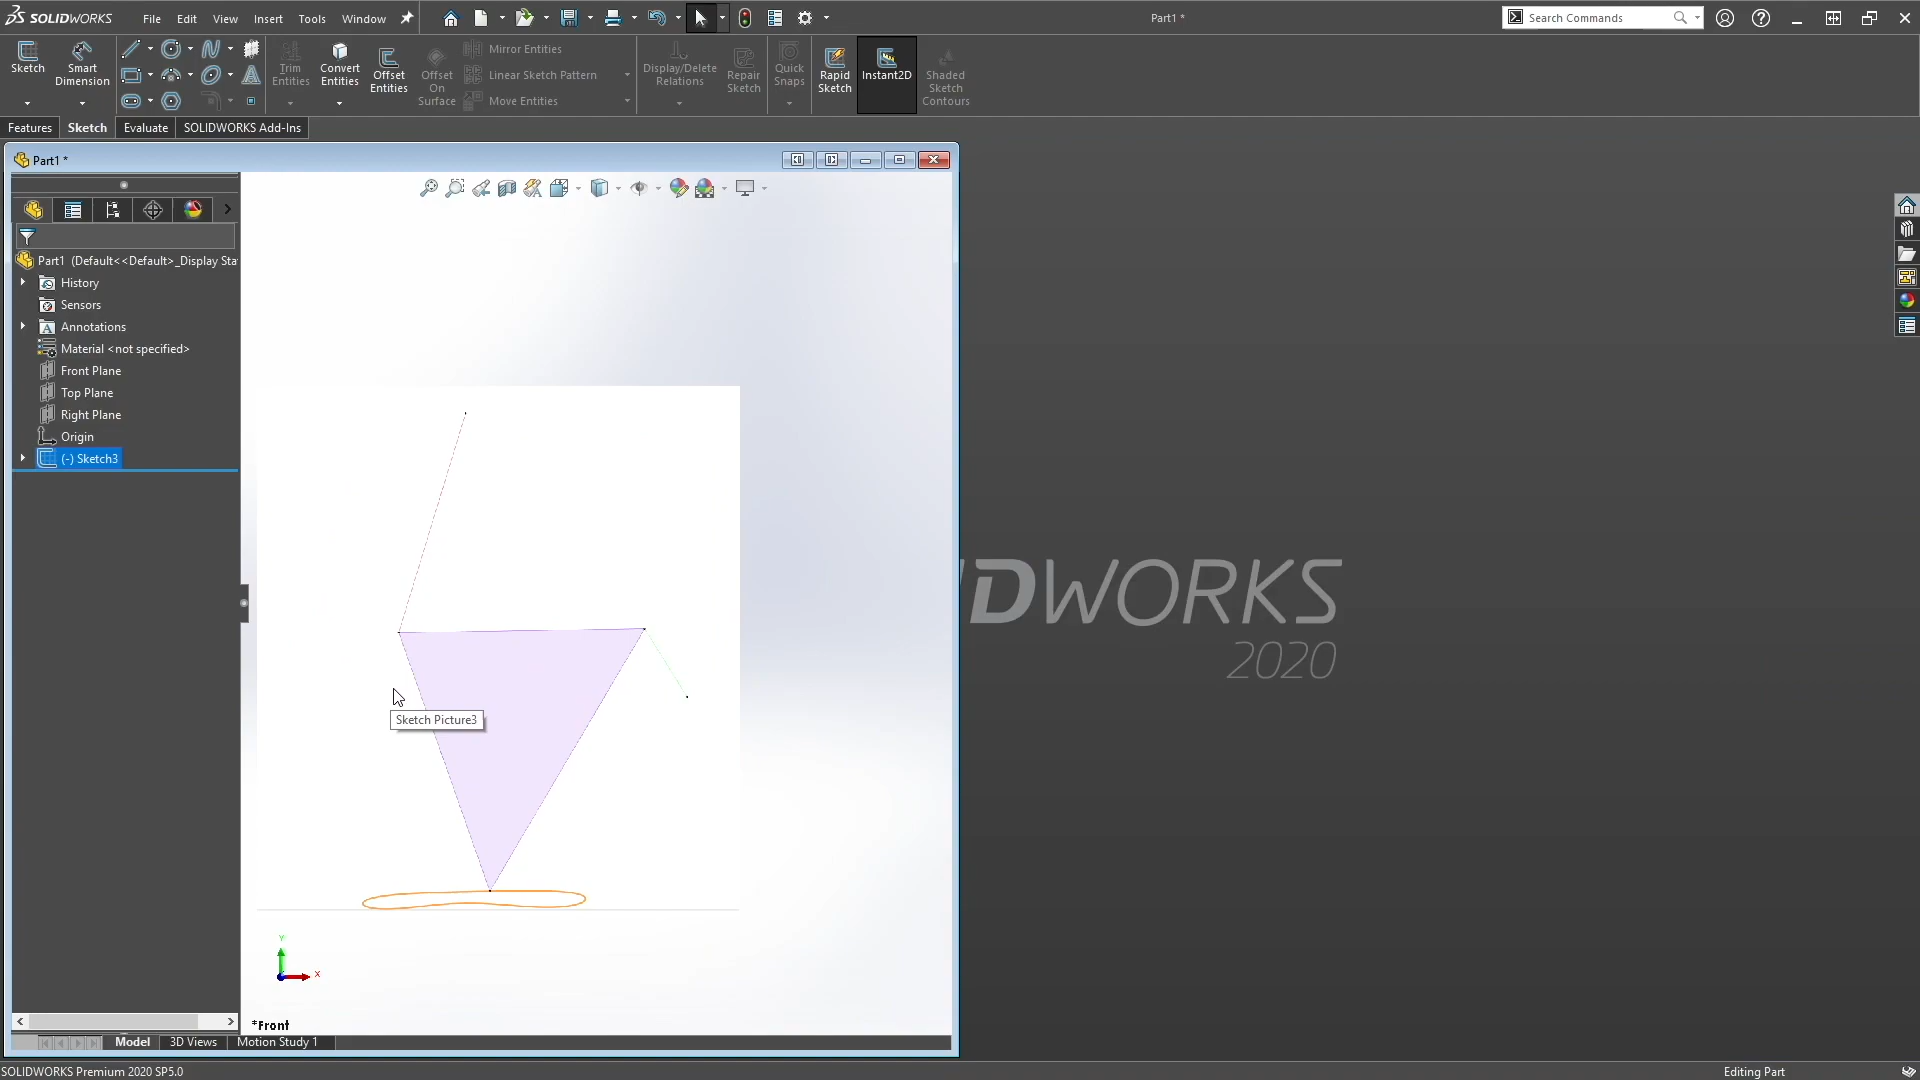 SOLIDWORKS
File
Edit
View
Insert
Tools
Window
Part1 *
Search Commands
Sketch
Smart
Dimension
Trim
Entities
Convert
Entities
Offset
Entities
Offset
On
Surface
Mirror Entities
Linear Sketch Pattern
Move Entities
Display/Delete
Relations
Repair
Sketch
Quick
Snaps
Rapid
Sketch
Instant2D
Shaded
Sketch
Contours
Features
Sketch
Evaluate
SOLIDWORKS Add-Ins
Part1 *
Part1 (Default<<Default>_Display Sta
History
Sensors
Annotations
Material <not specified>
Front Plane
Top Plane
Right Plane
Origin
(-) Sketch3
Sketch Picture3
IDWORKS
2020
Y
X
*Front
Model
3D Views
Motion Study 1
SOLIDWORKS Premium 2020 SP5.0
Editing Part